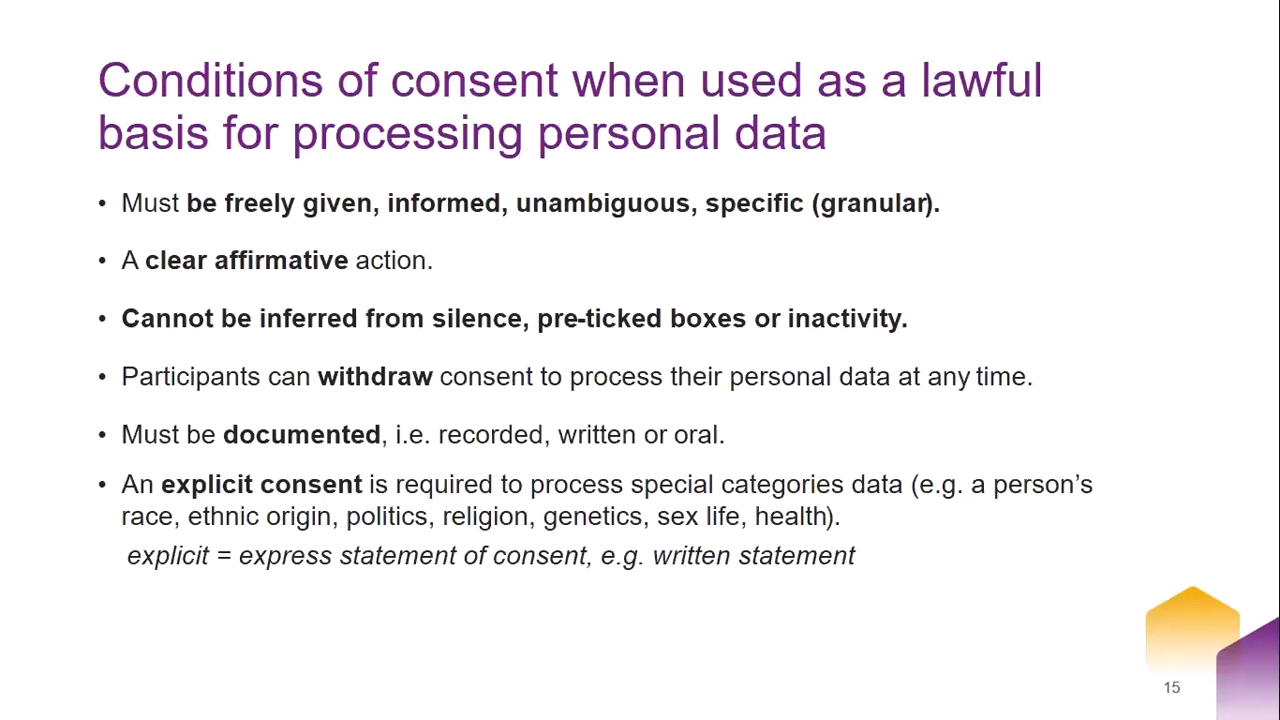 Conditions of consent when used as a lawful
basis for processing personal data
• Must be freely given, informed, unambiguous, specific (granular).
• A clear affirmative action.
• Cannot be inferred from silence, pre-ticked boxes or inactivity.
• Participants can withdraw consent to process their personal data at any time.
• Must be documented, i.e. recorded, written or oral.
• An explicit consent is required to process special categories data (e.g. a person’s
race, ethnic origin, politics, religion, genetics, sex life, health).
explicit = express statement of consent, e.g. written statement
15